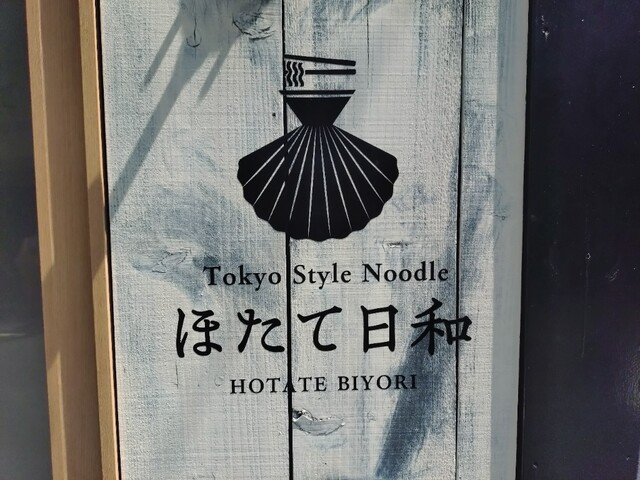 Tokyo Style Noodle
ほたて日和
HOTATE BIYORI